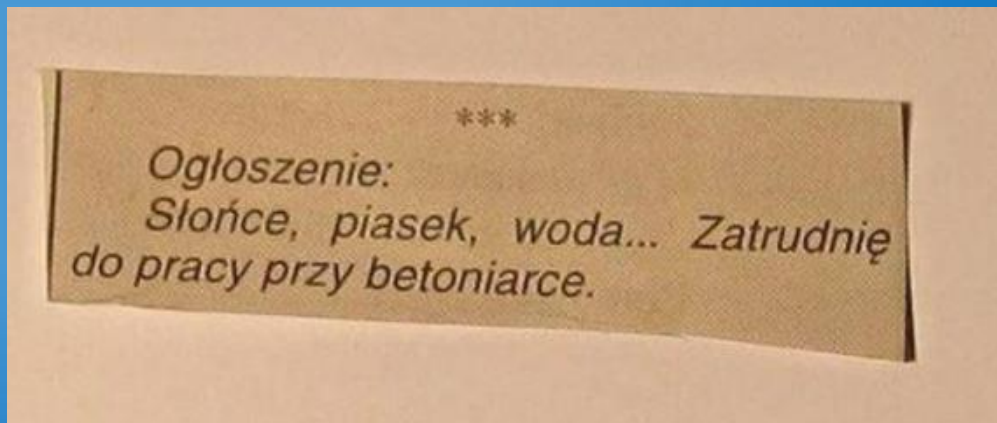 ***
Ogłoszenie:
Słońce, piasek, woda... Zatrudnię
do pracy przy betoniarce.